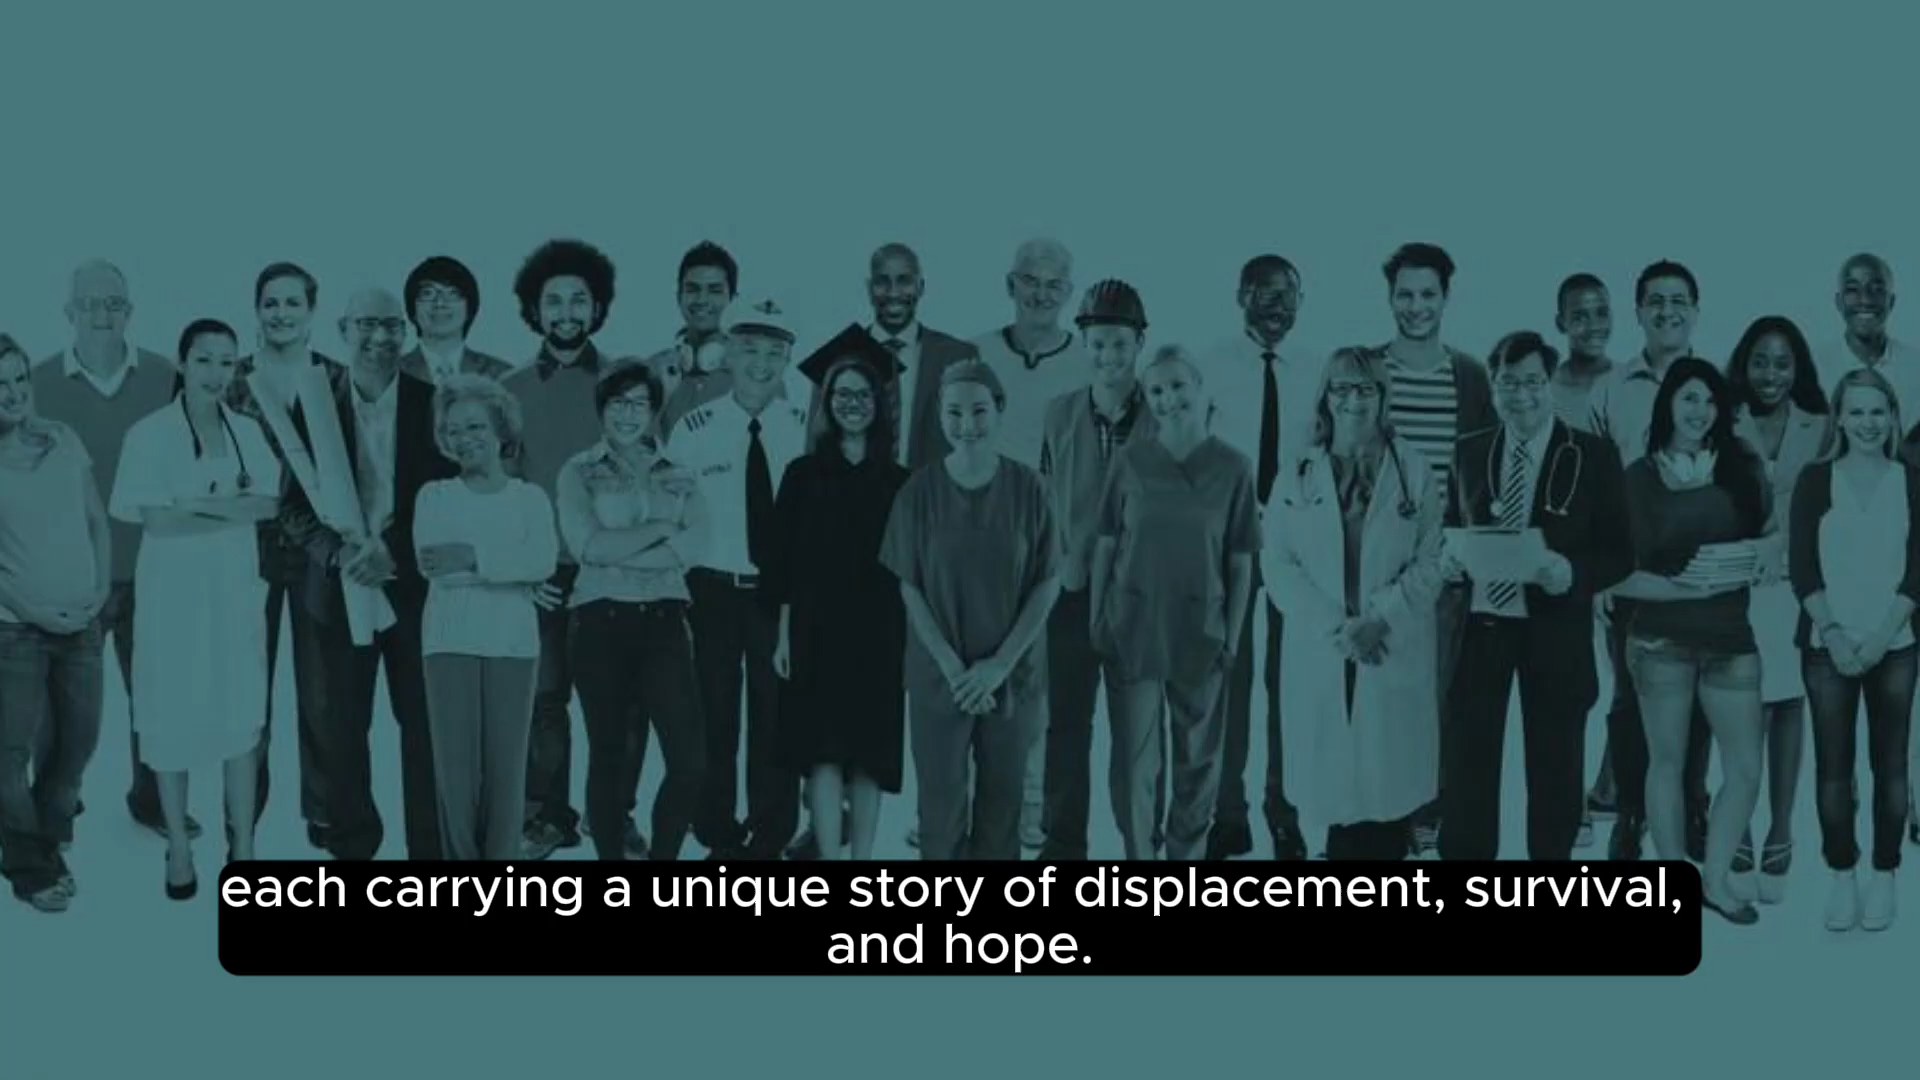 each carrying a unique story of displacement, survival,
and hope.